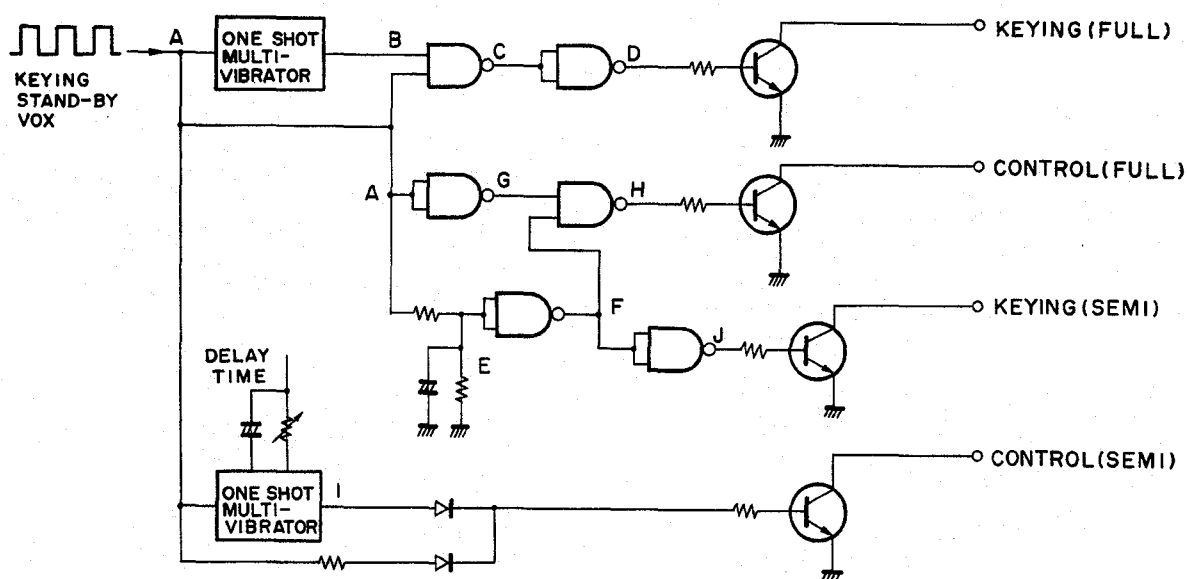 KEYING
STAND-BY
VOX
A
ONE SHOT
MULTI-
VIBRATOR
B
C
D
KEYING (FULL)
A
G
H
CONTROL (FULL)
E
F
J
KEYING (SEMI)
DELAY
TIME
ONE SHOT
MULTI-
VIBRATOR
I
CONTROL (SEMI)